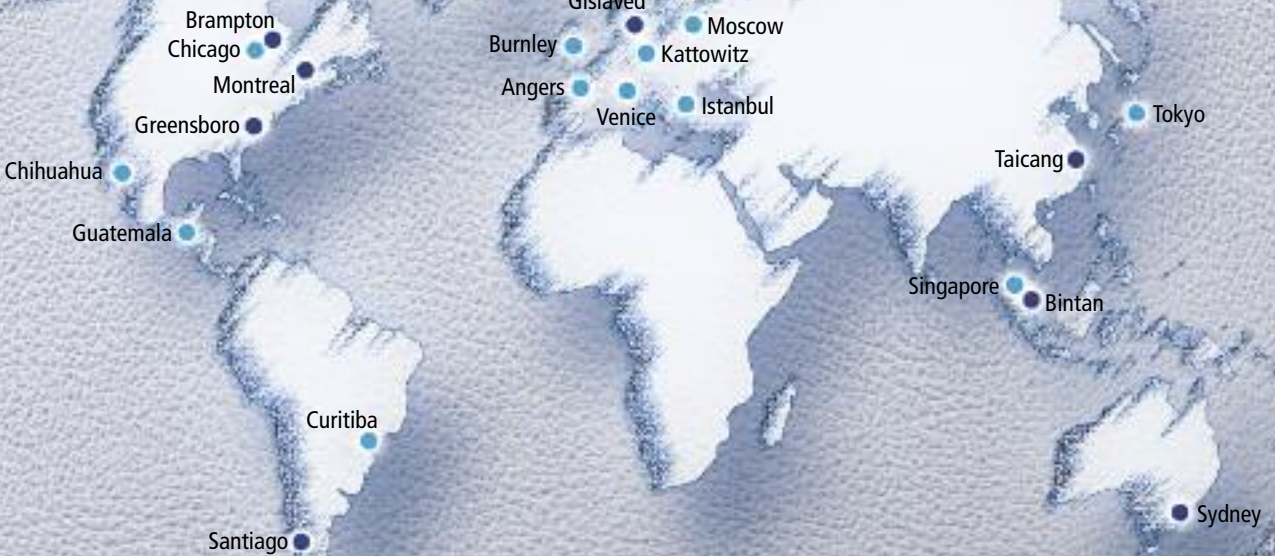 Gislaved
Brampton
Moscow
Chicago
Burnley
Kattowitz
Montreal
Angers
Venice
Istanbul
Greensboro
Tokyo
Taicang
Chihuahua
Guatemala
Singapore
Bintan
Curitiba
Sydney
Santiago